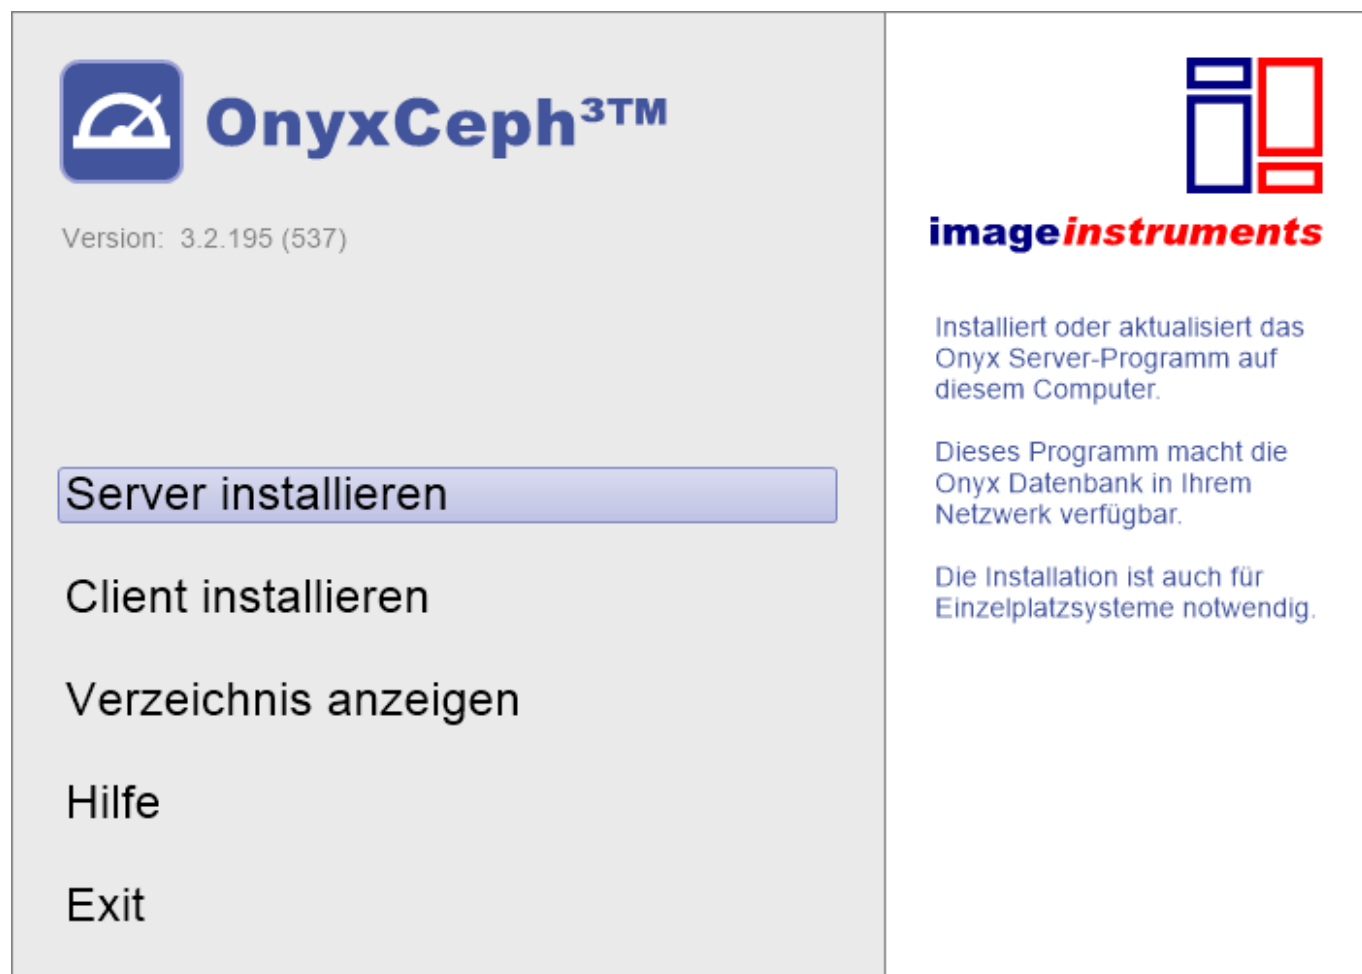 OnyxCeph³™
Version: 3.2.195 (537)
Server installieren
Client installieren
Verzeichnis anzeigen
Hilfe
Exit
imageinstruments
Installiert oder aktualisiert das
Onyx Server-Programm auf
diesem Computer.
Dieses Programm macht die
Onyx Datenbank in Ihrem
Netzwerk verfügbar.
Die Installation ist auch für
Einzelplatzsysteme notwendig.